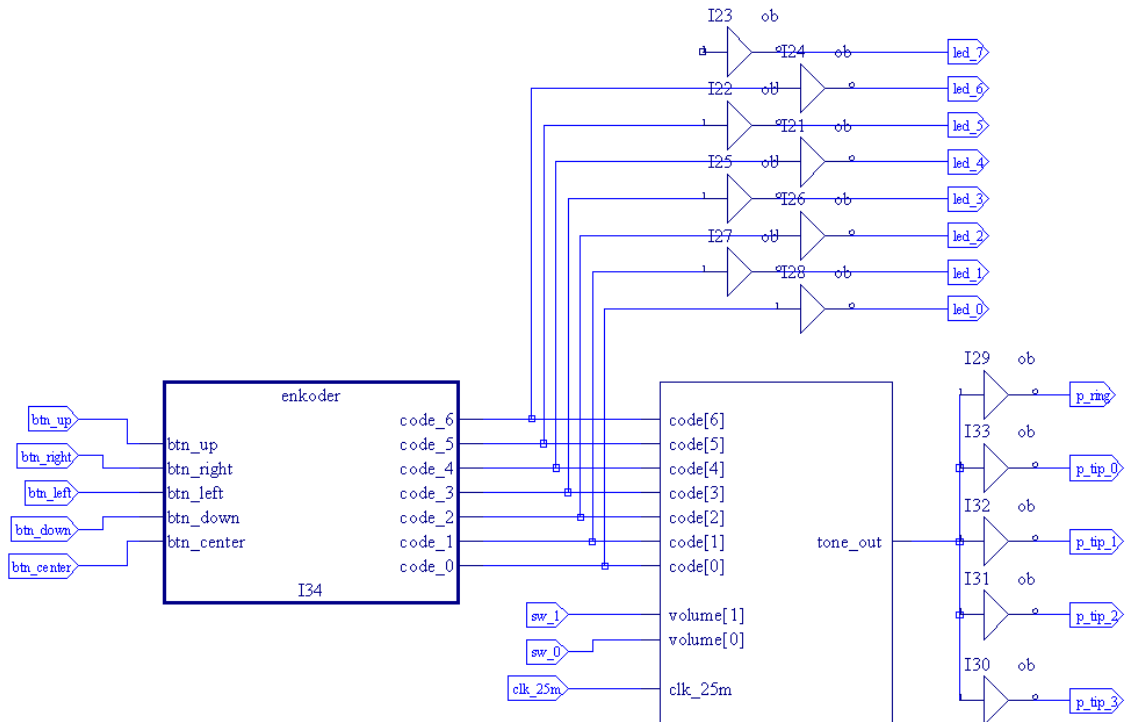 I23 ob
led_7
I24 ob
led_6
I22 ob
led_5
I21 ob
led_4
I25 ob
led_3
I26 ob
led_2
I27 ob
led_1
I28 ob
led_0
enkoder
btn_up
btn_right
btn_left
btn_down
btn_center
btn_up
btn_right
btn_left
btn_down
btn_center
code_6
code_5
code_4
code_3
code_2
code_1
code_0
I34
code[6]
code[5]
code[4]
code[3]
code[2]
code[1]
code[0]
sw_1
volume[1]
sw_0
volume[0]
clk_25m
clk_25m
tone_out
I29 ob
p_ring
I33 ob
p_tip_0
I32 ob
p_tip_1
I31 ob
p_tip_2
I30 ob
p_tip_3